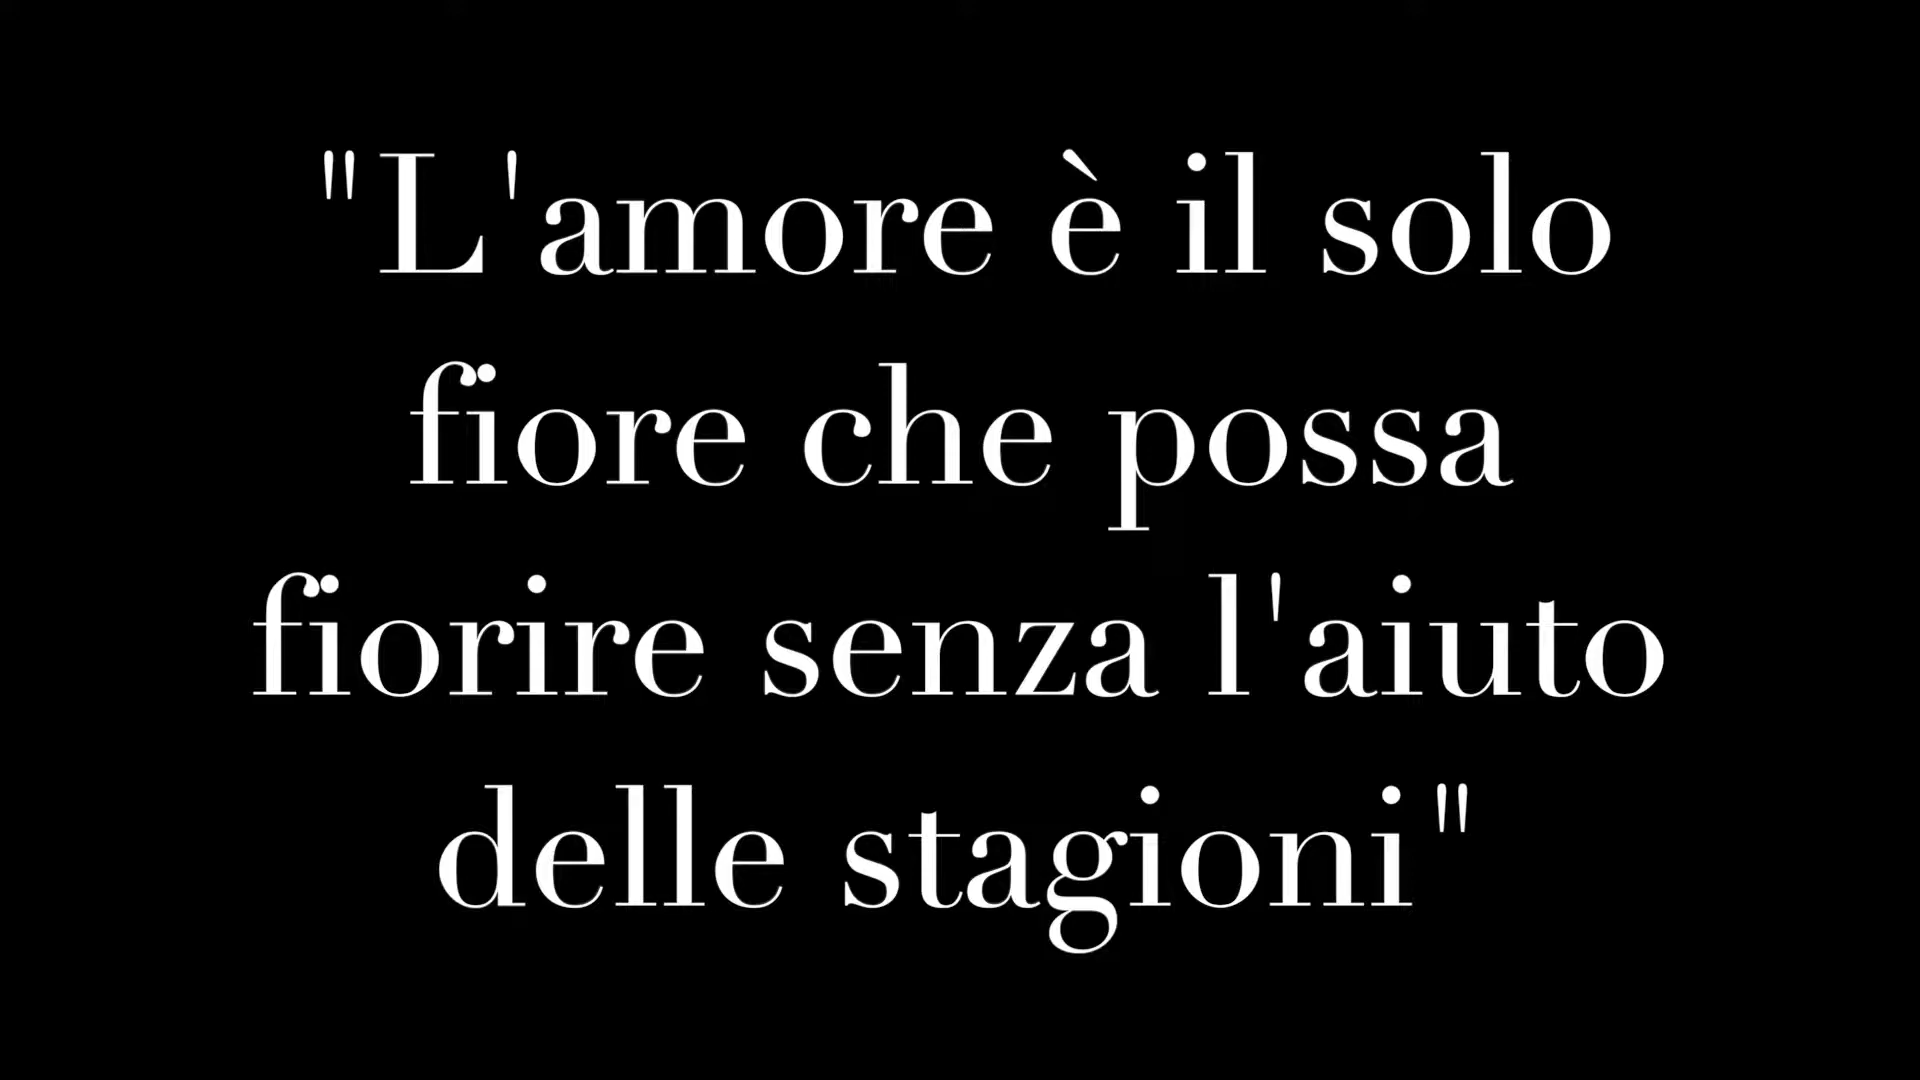 "L'amore è il solo
fiore che possa
fiorire senza l'aiuto
delle stagioni"